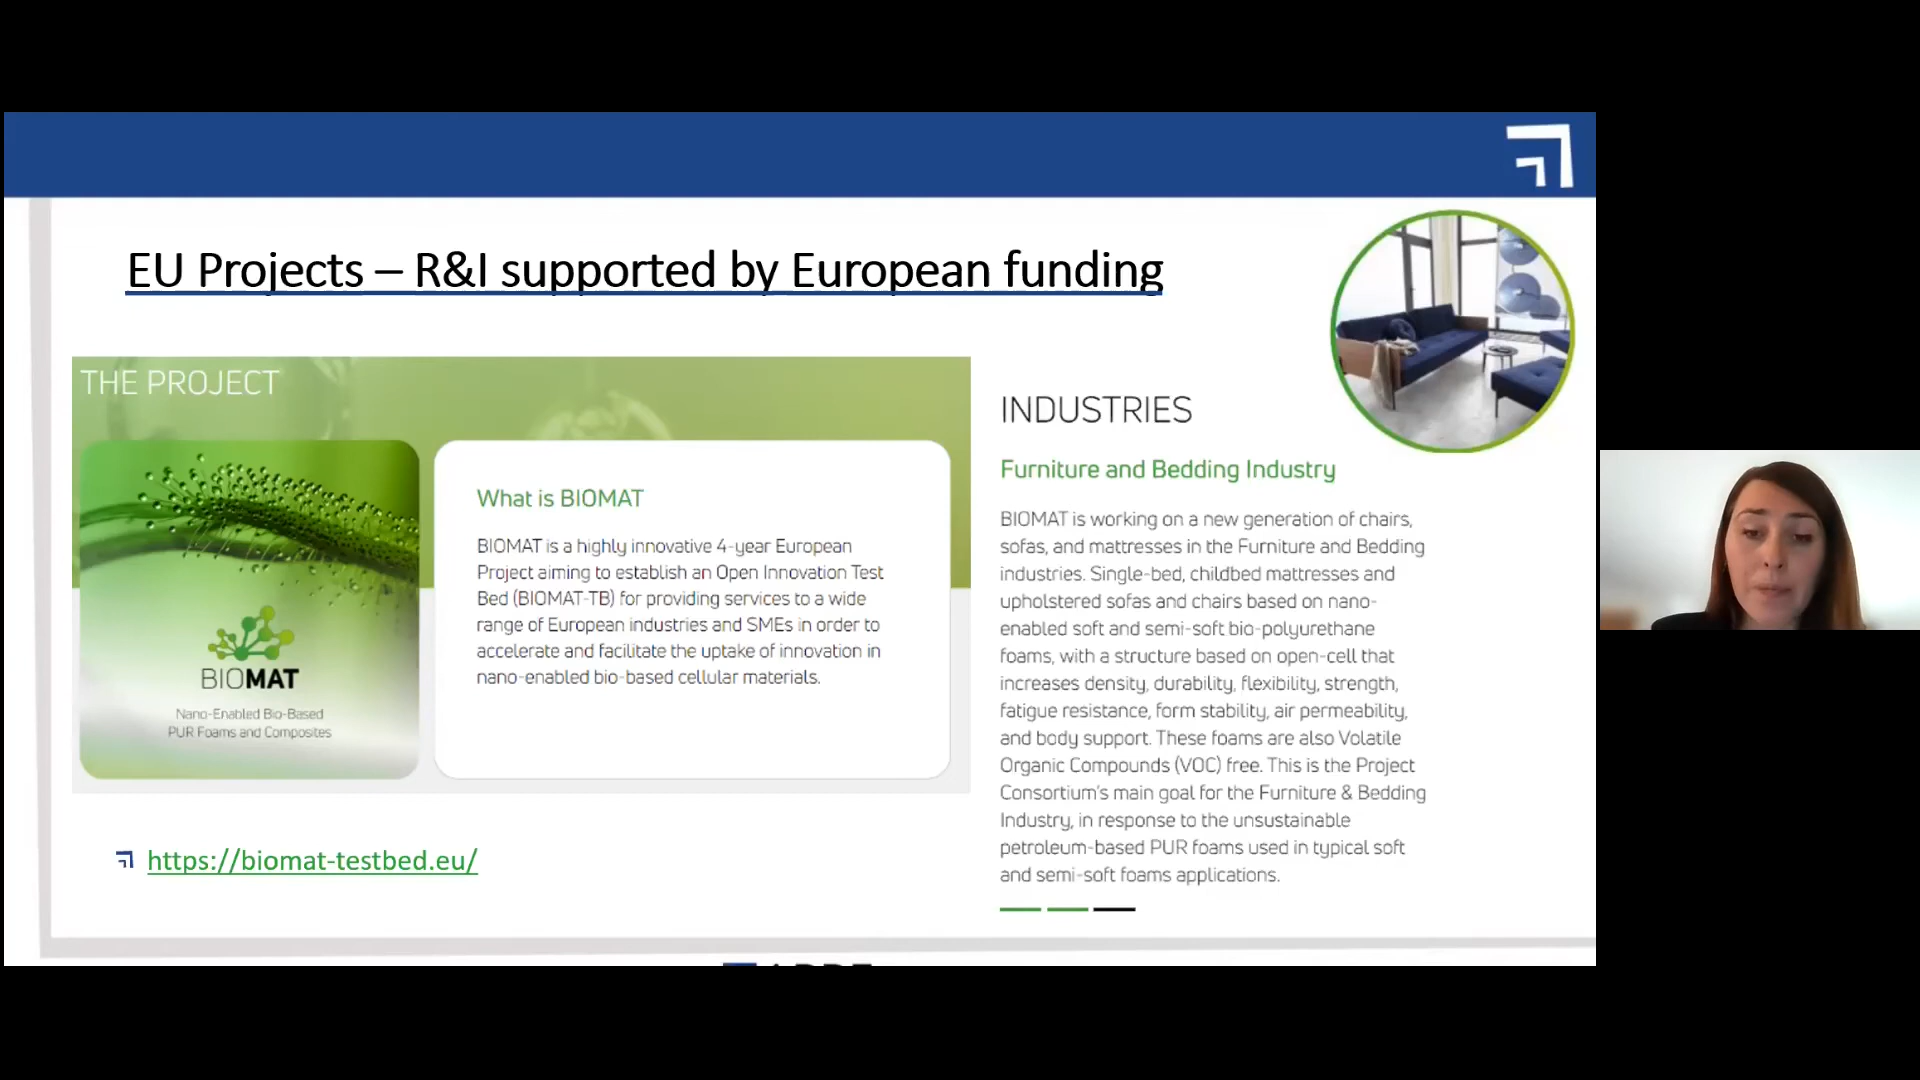 EU Projects – R&I supported by European funding
THE PROJECT
BIOMAT
Nano-Enabled Bio-Based
PUR Foams and Composites
What is BIOMAT
BIOMAT is a highly innovative 4-year European
Project aiming to establish an Open Innovation Test
Bed (BIOMAT-TB) for providing services to a wide
range of European industries and SMEs in order to
accelerate and facilitate the uptake of innovation in
nano-enabled bio-based cellular materials.
https://biomat-testbed.eu/
INDUSTRIES
Furniture and Bedding Industry
BIOMAT is working on a new generation of chairs,
sofas, and mattresses in the Furniture and Bedding
industries. Single-bed, childbed mattresses and
upholstered sofas and chairs based on nano-
enabled soft and semi-soft bio-polyurethane
foams, with a structure based on open-cell that
increases density, durability, flexibility, strength,
fatigue resistance, form stability, air permeability,
and body support. These foams are also Volatile
Organic Compounds (VOC) free. This is the Project
Consortium's main goal for the Furniture & Bedding
Industry, in response to the unsustainable
petroleum-based PUR foams used in typical soft
and semi-soft foams applications.